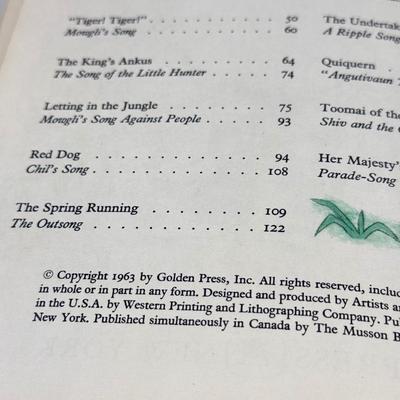 "Tiger! Tiger!" . . . . . . . . . . . 50
Mowgli's Song . . . . . . . . . . . 60
The King's Ankus . . . . . . . . 64
The Song of the Little Hunter . . . . 74
Letting in the Jungle . . . . . . . . 75
Mowgli's Song Against People . . . . . 93
Red Dog . . . . . . . . . . . 94
Chil's Song . . . . . . . . . . 108
The Spring Running . . . . . . . . 109
The Outsong . . . . . . . . . . . 122
The
A Ripple Song
Quiquern .
"Angutivaun
Toomai of the
Shiv and the
Her Majesty's
Parade-Song
© Copyright 1963 by Golden Press, Inc. All rights reserved,
in whole or in part in any form. Designed and produced by Artists
in the U.S.A. by Western Printing and Lithographing Company.
New York. Published simultaneously in Canada by The Musson